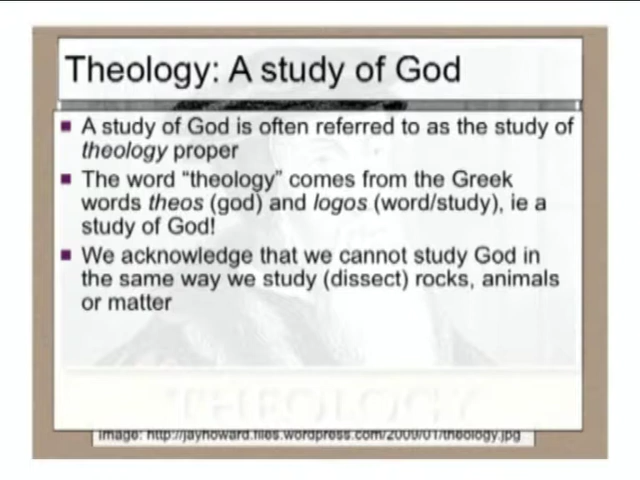 Theology: A study of God
■ A study of God is often referred to as the study of
theology proper
■ The word “theology” comes from the Greek
words theos (god) and logos (word/study), ie a
study of God!
■ We acknowledge that we cannot study God in
the same way we study (dissect) rocks, animals
or matter
THEOLOGY
Image: http://jayhoward.files.wordpress.com/2009/01/theology.jpg